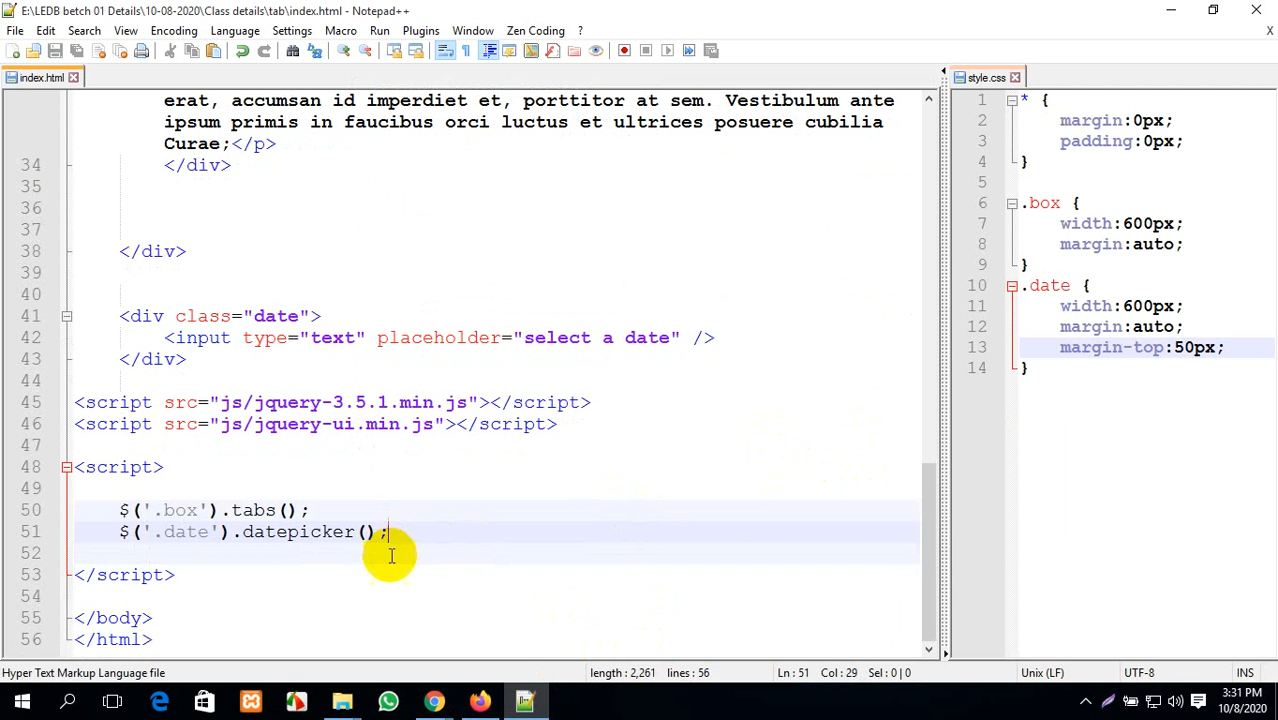 E:\LEDB betch 01 Details\10-08-2020\Class details\tab\index.html - Notepad++
File Edit Search View Encoding Language Settings Macro Run Plugins Window Zen Coding ? X
index.html
style.css
erat, accumsan id imperdiet et, porttitor at sem. Vestibulum ante
ipsum primis in faucibus orci luctus et ultrices posuere cubilia
Curae;</p>
34 </div>
35
36
37
38 </div>
39
40
41 <div class="date">
42 <input type="text" placeholder="select a date" />
43 </div>
44
45 <script src="js/jquery-3.5.1.min.js"></script>
46 <script src="js/jquery-ui.min.js"></script>
47
48 <script>
49
50 $('.box').tabs();
51 $('.date').datepicker();
52
53 </script>
54
55 </body>
56 </html>
1 * {
2 margin:0px;
3 padding:0px;
4 }
5
6 .box {
7 width:600px;
8 margin:auto;
9 }
10 .date {
11 width:600px;
12 margin:auto;
13 margin-top:50px;
14 }
Hyper Text Markup Language file length : 2,261 lines : 56 Ln : 51 Col : 29 Sel : 0 | 0 Unix (LF) UTF-8 INS
3:31 PM
10/8/2020